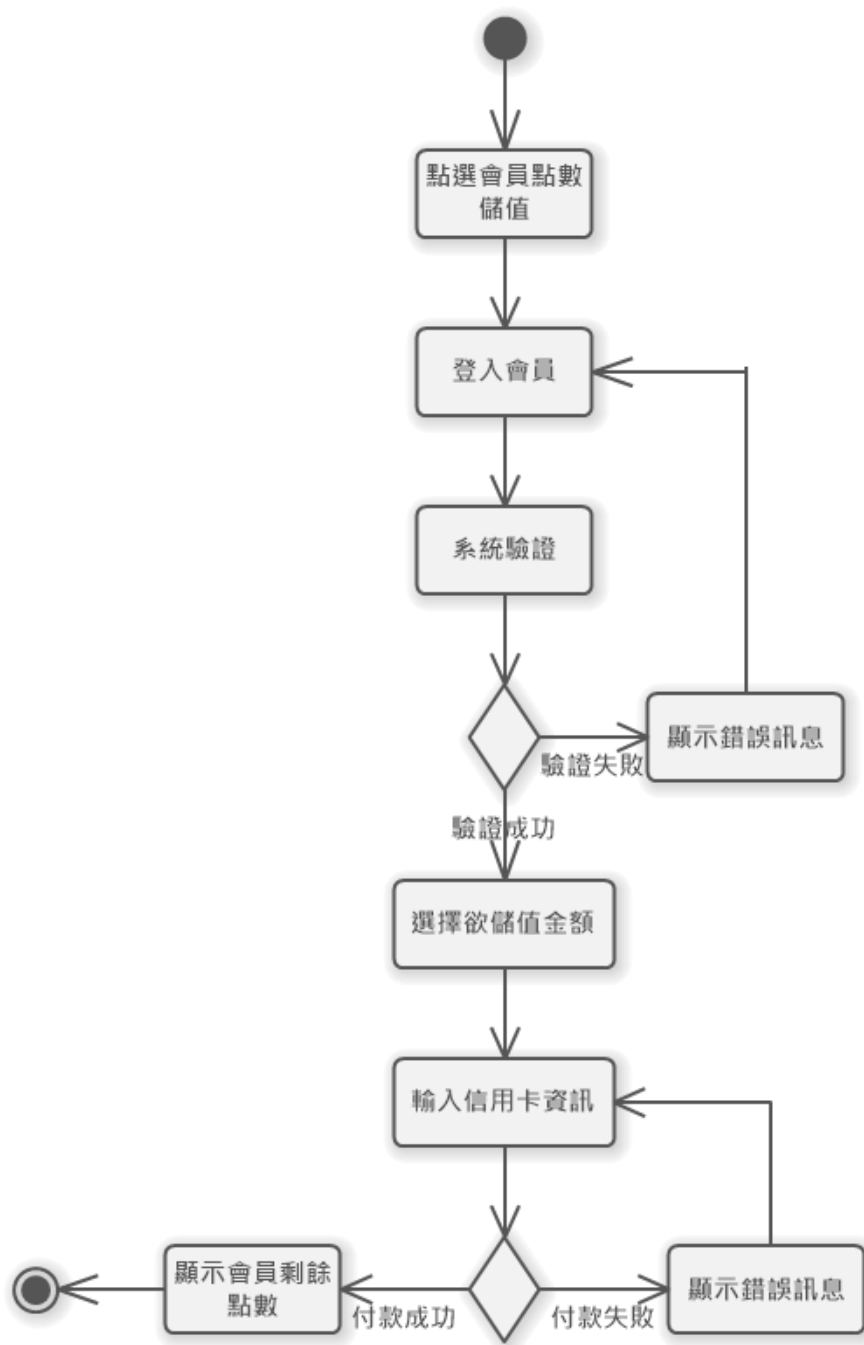 點選會員點數
儲值
登入會員
系統驗證
顯示錯誤訊息
驗證失敗
驗證成功
選擇欲儲值金額
輸入信用卡資訊
顯示會員剩餘
點數
付款成功
付款失敗
顯示錯誤訊息